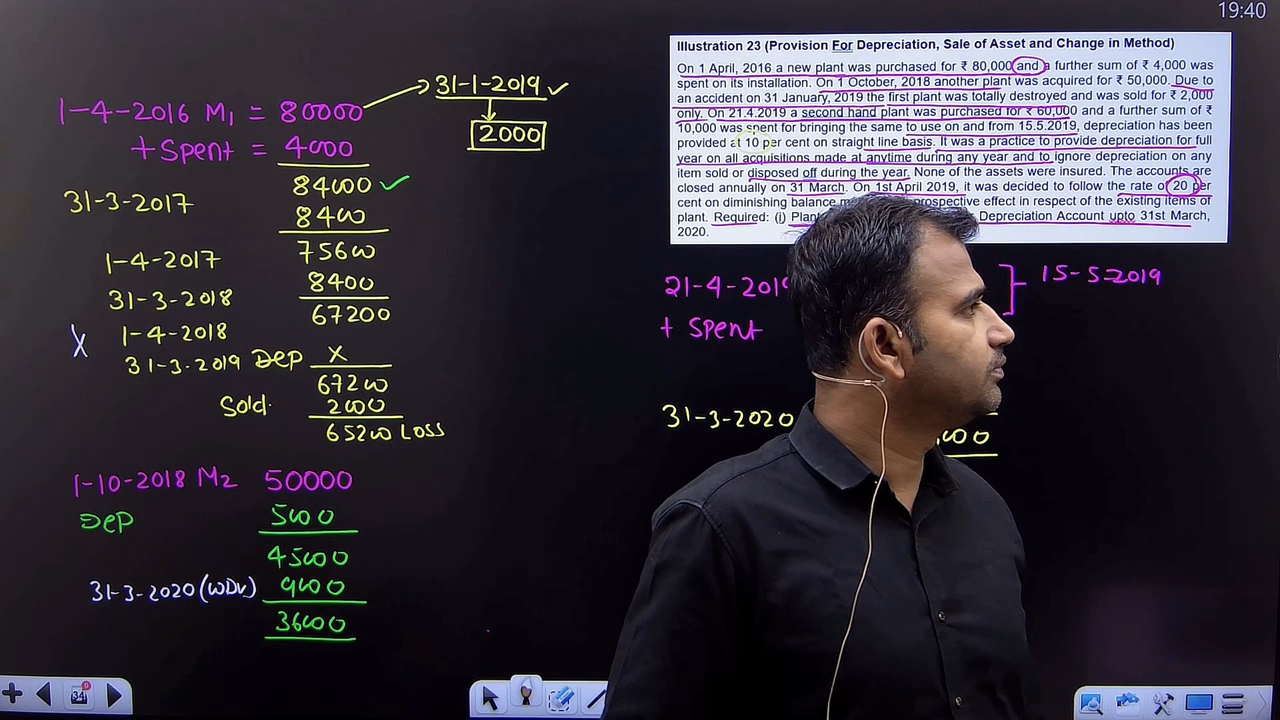 19:40
Illustration 23 (Provision For Depreciation, Sale of Asset and Change in Method)
On 1 April, 2016 a new plant was purchased for ₹ 80,000 and a further sum of ₹ 4,000 was
spent on its installation. On 1 October, 2018 another plant was acquired for ₹ 50,000. Due to
an accident on 31 January, 2019 the first plant was totally destroyed and was sold for ₹ 2,000
only. On 21.4.2019 a second hand plant was purchased for ₹ 60,000 and a further sum of ₹
10,000 was spent for bringing the same to use on and from 15.5.2019, depreciation has been
provided at 10 per cent on straight line basis. It was a practice to provide depreciation for full
year on all acquisitions made at anytime during any year and to ignore depreciation on any
item sold or disposed off during the year. None of the assets were insured. The accounts are
closed annually on 31 March. On 1st April 2019, it was decided to follow the rate of 20 per
cent on diminishing balance prospective effect in respect of the existing items of
plant. Required: (i) Plant Depreciation Account upto 31st March,
2020.
1-4-2016 M1 = 80000 → 31-1-2019 ✓
2000
+ Spent = 4000
84000 ✓
31-3-2017 8400
75600
1-4-2017
31-3-2018 8400
67200
X 1-4-2018
31-3-2019 Dep X
67200
Sold 2000
65200 Loss
1-10-2018 M2 50000
Dep 5000
45000
31-3-2020 (WDV) 9000
36000
21-4-2019 } 15-5-2019
+ Spent
31-3-2020
34